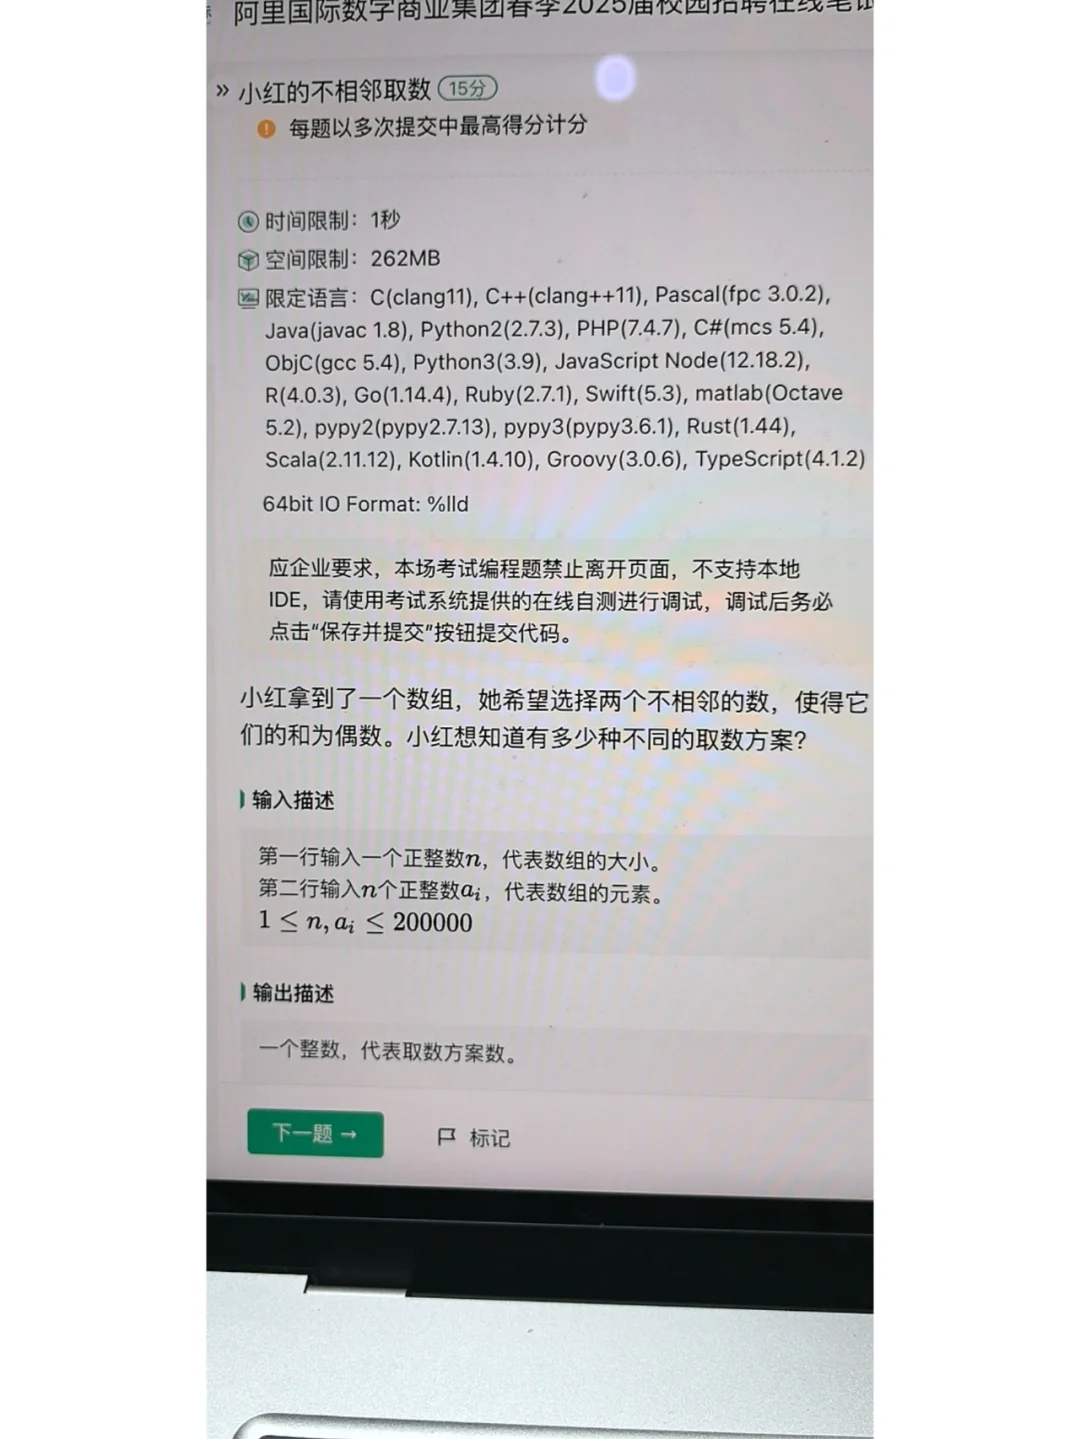 阿里国际数字商业集团春季2025届校园招聘在线笔试
» 小红的不相邻取数 15分
! 每题以多次提交中最高得分计分
时间限制：1秒
空间限制：262MB
限定语言：C(clang11), C++(clang++11), Pascal(fpc 3.0.2),
Java(javac 1.8), Python2(2.7.3), PHP(7.4.7), C#(mcs 5.4),
ObjC(gcc 5.4), Python3(3.9), JavaScript Node(12.18.2),
R(4.0.3), Go(1.14.4), Ruby(2.7.1), Swift(5.3), matlab(Octave
5.2), pypy2(pypy2.7.13), pypy3(pypy3.6.1), Rust(1.44),
Scala(2.11.12), Kotlin(1.4.10), Groovy(3.0.6), TypeScript(4.1.2)
64bit IO Format: %lld
应企业要求，本场考试编程题禁止离开页面，不支持本地
IDE，请使用考试系统提供的在线自测进行调试，调试后务必
点击“保存并提交”按钮提交代码。
小红拿到了一个数组，她希望选择两个不相邻的数，使得它
们的和为偶数。小红想知道有多少种不同的取数方案？
输入描述
第一行输入一个正整数n，代表数组的大小。
第二行输入n个正整数aᵢ，代表数组的元素。
1 ≤ n, aᵢ ≤ 200000
输出描述
一个整数，代表取数方案数。
下一题 →
标记